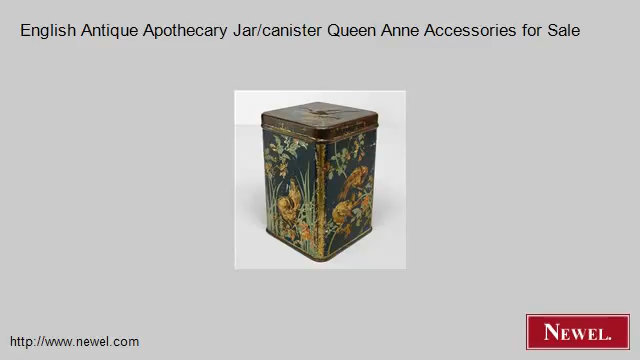 English Antique Apothecary Jar/canister Queen Anne Accessories for Sale
NEWEL.
http://www.newel.com